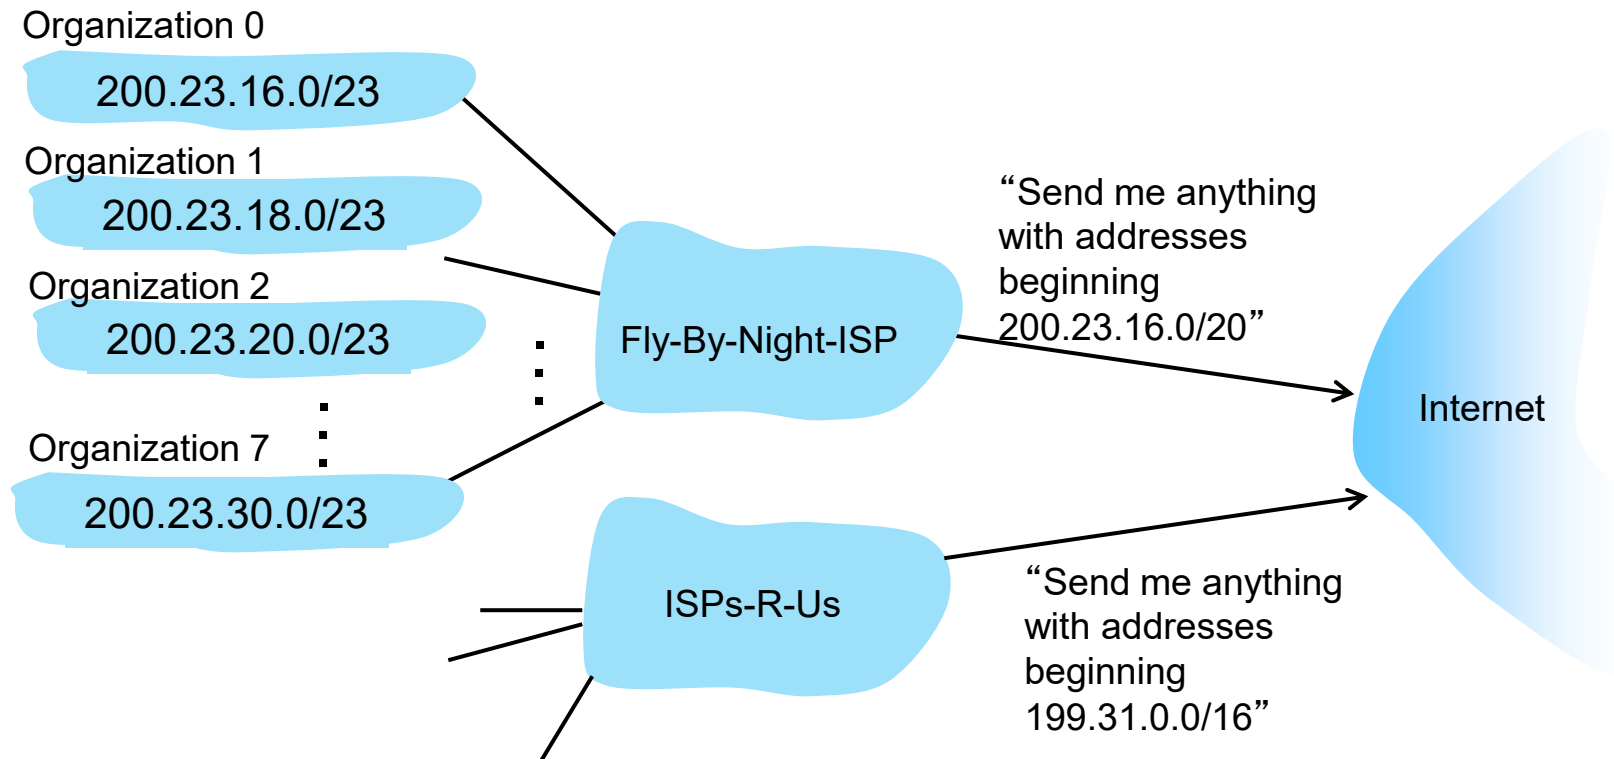 Organization 0
200.23.16.0/23
Organization 1
200.23.18.0/23
Organization 2
200.23.20.0/23
Organization 7
200.23.30.0/23
Fly-By-Night-ISP
“Send me anything
with addresses
beginning
200.23.16.0/20”
Internet
ISPs-R-Us
“Send me anything
with addresses
beginning
199.31.0.0/16”